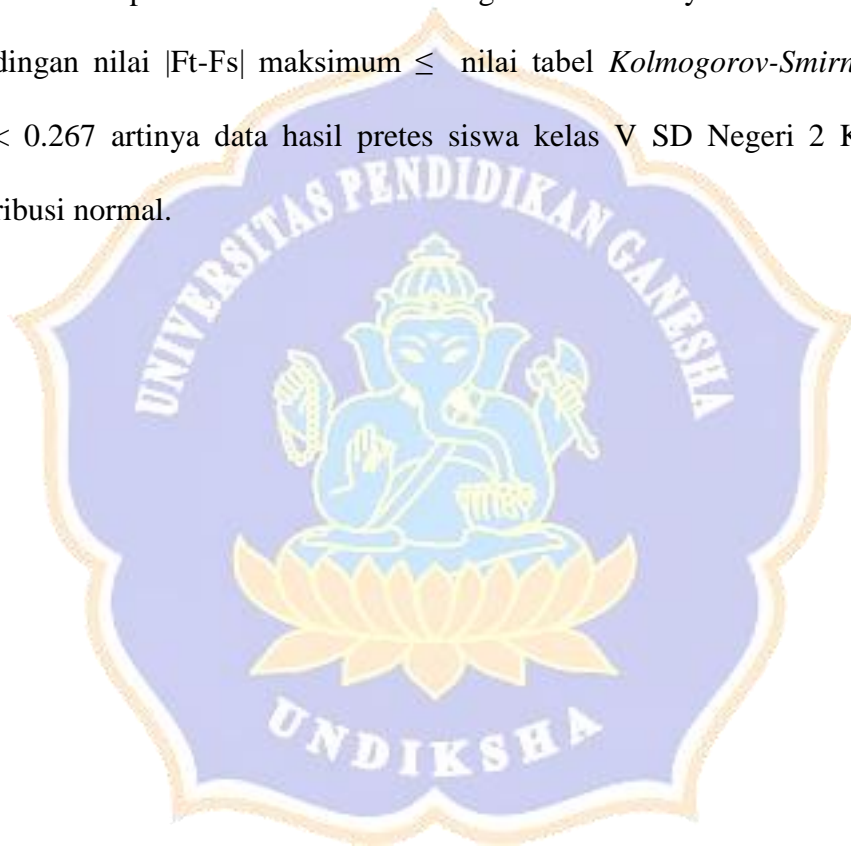 dingan nilai |Ft-Fs| maksimum ≤ nilai tabel Kolmogorov-Smirn
< 0.267 artinya data hasil pretes siswa kelas V SD Negeri 2 K
ribusi normal.
UNIVERSITAS PENDIDIKAN GANESHA
UNDIKSHA